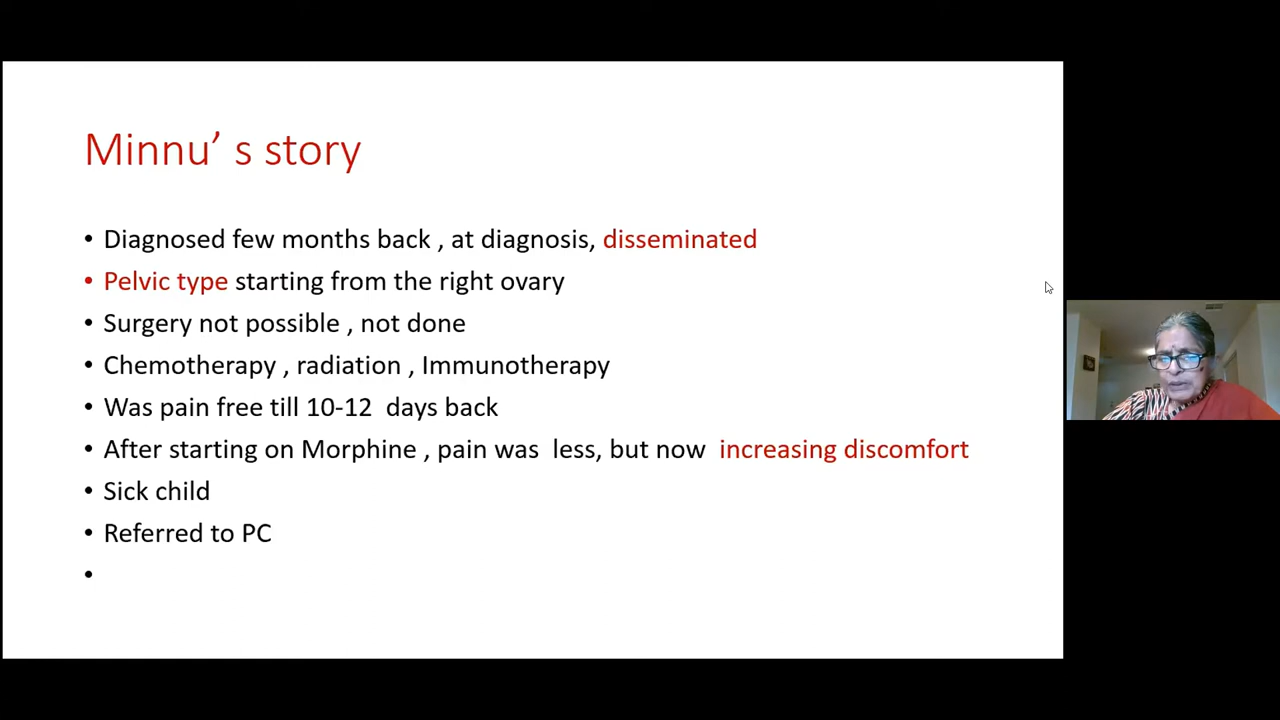 Minnu’ s story
• Diagnosed few months back , at diagnosis, disseminated
• Pelvic type starting from the right ovary
• Surgery not possible , not done
• Chemotherapy , radiation , Immunotherapy
• Was pain free till 10-12 days back
• After starting on Morphine , pain was less, but now increasing discomfort
• Sick child
• Referred to PC
•